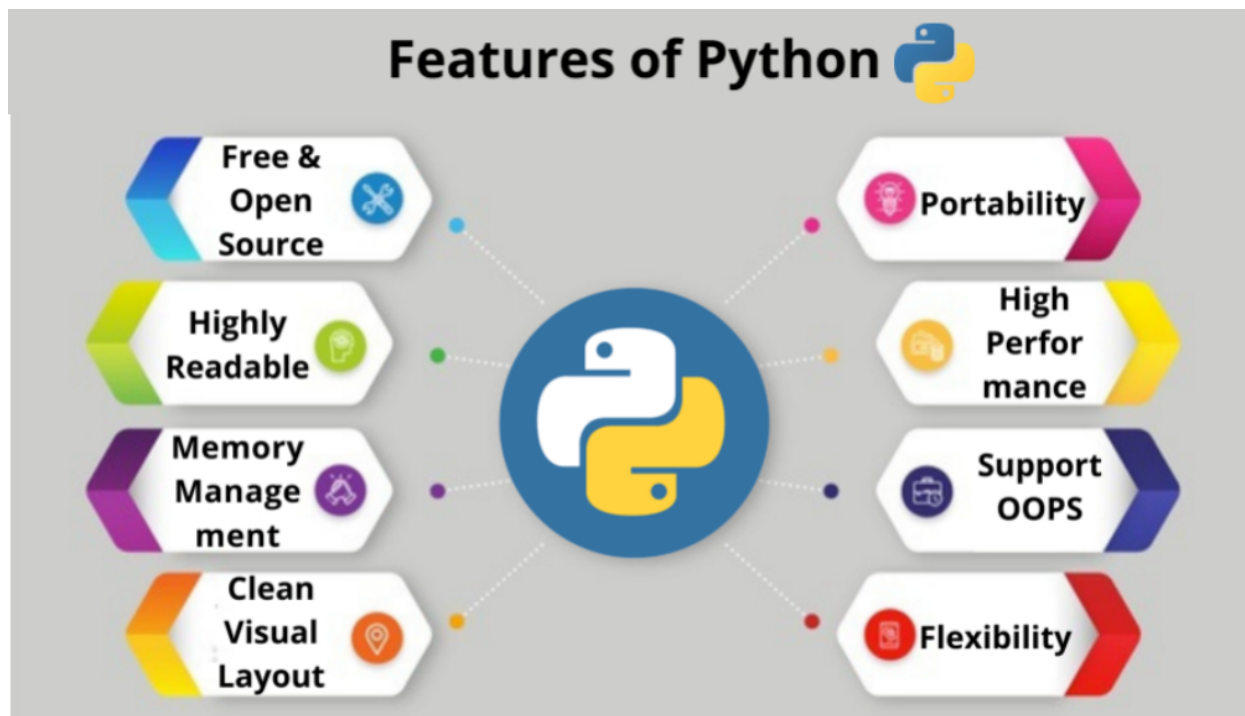 Features of Python
Free &
Open
Source
Highly
Readable
Memory
Manage
ment
Clean
Visual
Layout
Portability
High
Perfor
mance
Support
OOPS
Flexibility